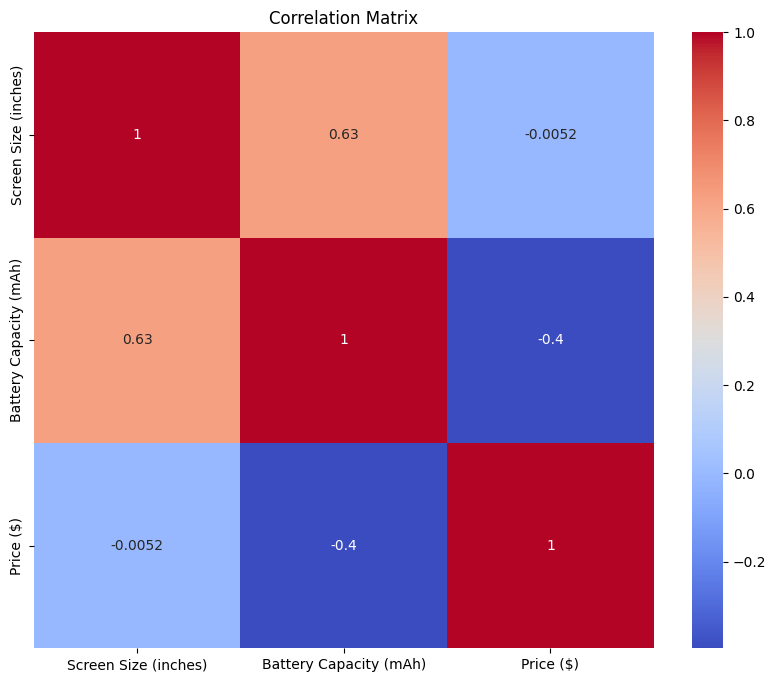 Correlation Matrix
Screen Size (inches)
1
0.63
-0.0052
Battery Capacity (mAh)
0.63
1
-0.4
Price ($)
-0.0052
-0.4
1
Screen Size (inches)
Battery Capacity (mAh)
Price ($)
1.0
0.8
0.6
0.4
0.2
0.0
−0.2